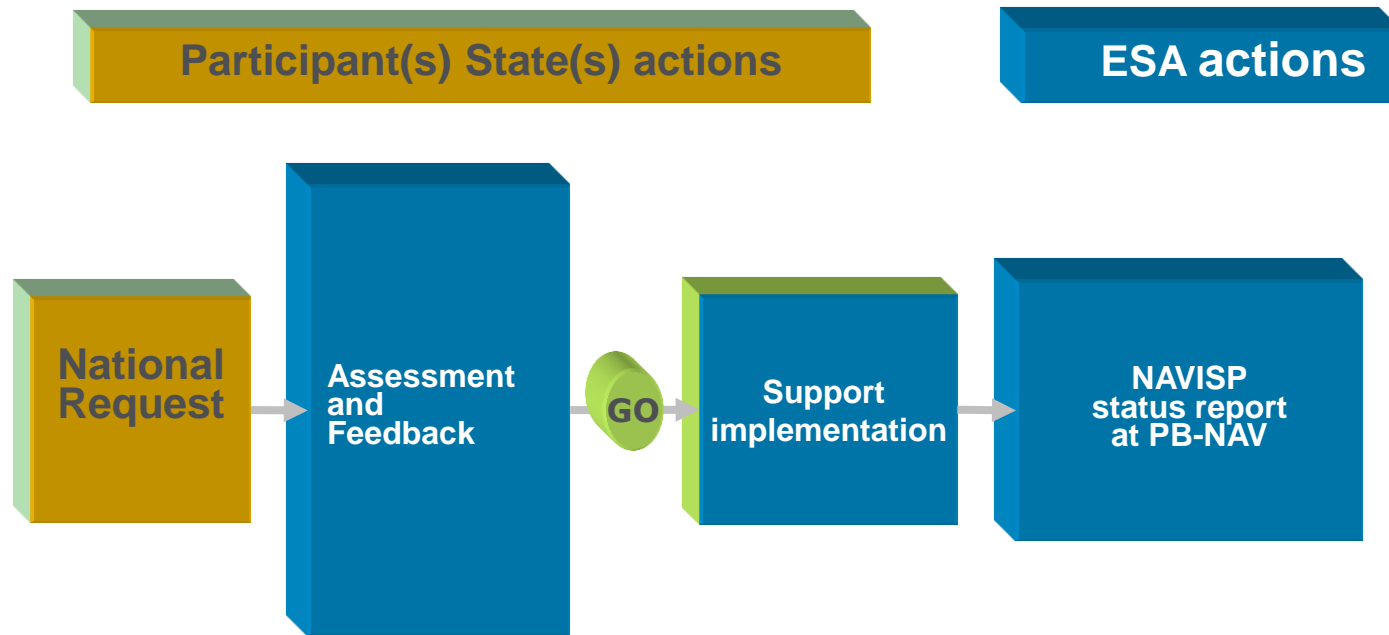 Participant(s) State(s) actions
ESA actions
National
Request
Assessment
and
Feedback
GO
Support
implementation
NAVISP
status report
at PB-NAV